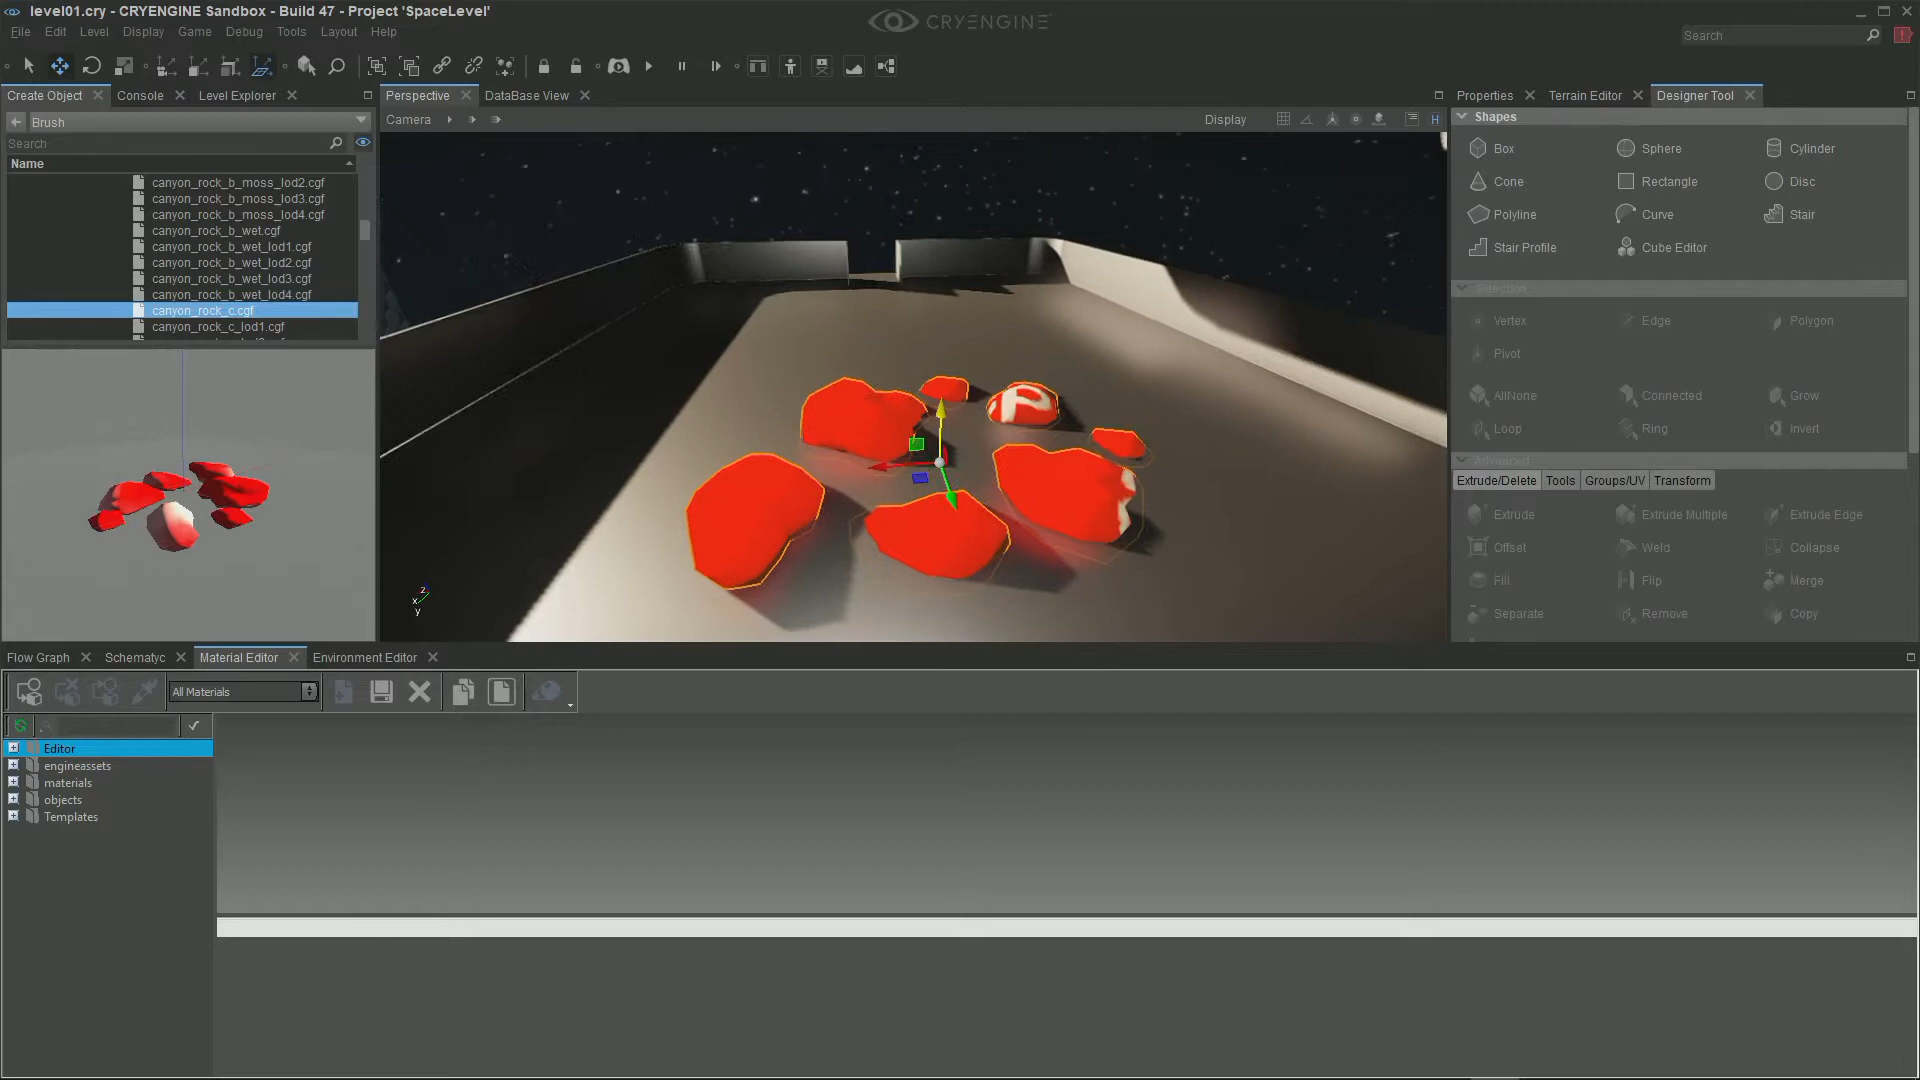 level01.cry - CRYENGINE Sandbox - Build 47 - Project 'SpaceLevel'
CRYENGINE
File Edit Level Display Game Debug Tools Layout Help
Search
Create Object Console Level Explorer
Perspective DataBase View
Properties Terrain Editor Designer Tool
Brush
Camera
Display
H
Shapes
Search
Name
Box Sphere Cylinder
Cone Rectangle Disc
Polyline Curve Stair
Stair Profile Cube Editor
canyon_rock_b_moss_lod2.cgf
canyon_rock_b_moss_lod3.cgf
canyon_rock_b_moss_lod4.cgf
canyon_rock_b_wet.cgf
canyon_rock_b_wet_lod1.cgf
canyon_rock_b_wet_lod2.cgf
canyon_rock_b_wet_lod3.cgf
canyon_rock_b_wet_lod4.cgf
canyon_rock_c.cgf
canyon_rock_c_lod1.cgf
Selection
Vertex Edge Polygon
Pivot
AllNone Connected Grow
Loop Ring Invert
Advanced
Extrude/Delete Tools Groups/UV Transform
Extrude Extrude Multiple Extrude Edge
Offset Weld Collapse
Fill Flip Merge
Separate Remove Copy
P
z
x
y
Flow Graph Schematyc Material Editor Environment Editor
All Materials
Editor
engineassets
materials
objects
Templates